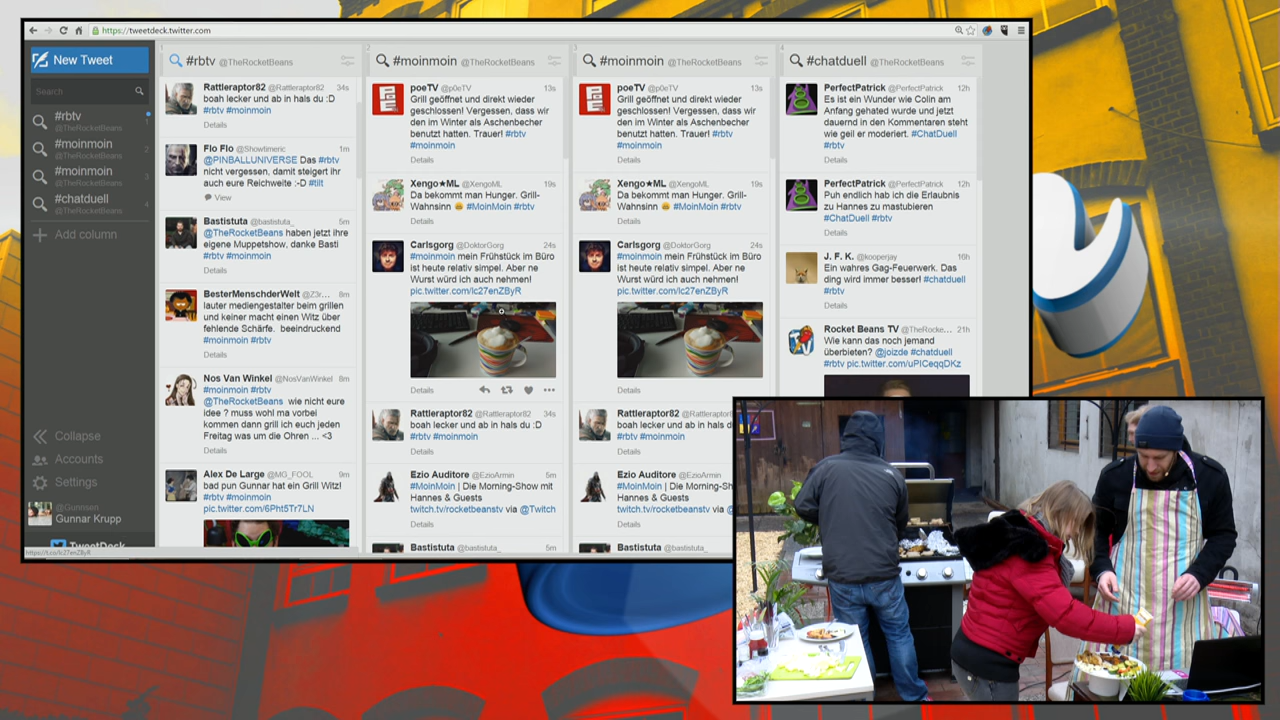 https://tweetdeck.twitter.com
New Tweet
Search
#rbtv
@TheRocketBeans
1
#moinmoin
@TheRocketBeans
2
#moinmoin
@TheRocketBeans
3
#chatduell
@TheRocketBeans
4
Add column
Collapse
Accounts
Settings
@Gunnsen
Gunnar Krupp
TweetDeck
https://t.co/lc27enZByR
1
#rbtv @TheRocketBeans
Rattleraptor82 @Rattleraptor82 34s
boah lecker und ab in hals du :D
#rbtv #moinmoin
Details
Flo Flo @Showtimeric 1m
@PINBALLUNIVERSE Das #rbtv
nicht vergessen, damit steigert ihr
auch eure Reichweite :-D #tilt
View
Bastistuta @bastistuta_ 5m
@TheRocketBeans haben jetzt ihre
eigene Muppetshow, danke Basti
#rbtv #moinmoin
Details
BesterMenschderWelt @Z3r... 8m
lauter mediengestalter beim grillen
und keiner macht einen Witz über
fehlende Schärfe. beeindruckend
#moinmoin #rbtv
Details
Nos Van Winkel @NosVanWinkel 8m
#moinmoin #rbtv
@TheRocketBeans wie nicht eure
idee ? muss wohl ma vorbei
kommen dann grill ich euch jeden
Freitag was um die Ohren ... <3
Details
Alex De Large @MG_FOOL 9m
bad pun Gunnar hat ein Grill Witz!
#rbtv #moinmoin
pic.twitter.com/6Pht5Tr7LN
2
#moinmoin @TheRocketBeans
poeTV @p0eTV 13s
Grill geöffnet und direkt wieder
geschlossen! Vergessen, dass wir
den im Winter als Aschenbecher
benutzt hatten. Trauer! #rbtv
#moinmoin
Details
Xengo★ML @XengoML 19s
Da bekommt man Hunger. Grill-
Wahnsinn #MoinMoin #rbtv
Details
Carlsgorg @DoktorGorg 24s
#moinmoin mein Frühstück im Büro
ist heute relativ simpel. Aber ne
Wurst würd ich auch nehmen!
pic.twitter.com/lc27enZByR
Details
Rattleraptor82 @Rattleraptor82 34s
boah lecker und ab in hals du :D
#rbtv #moinmoin
Details
Ezio Auditore @EzioArmin 5m
#MoinMoin | Die Morning-Show mit
Hannes & Guests
twitch.tv/rocketbeanstv via @Twitch
Details
Bastistuta @bastistuta_ 5m
3
#moinmoin @TheRocketBeans
poeTV @p0eTV 13s
Grill geöffnet und direkt wieder
geschlossen! Vergessen, dass wir
den im Winter als Aschenbecher
benutzt hatten. Trauer! #rbtv
#moinmoin
Details
Xengo★ML @XengoML 19s
Da bekommt man Hunger. Grill-
Wahnsinn #MoinMoin #rbtv
Details
Carlsgorg @DoktorGorg 24s
#moinmoin mein Frühstück im Büro
ist heute relativ simpel. Aber ne
Wurst würd ich auch nehmen!
pic.twitter.com/lc27enZByR
Details
Rattleraptor82 @Rattleraptor82
boah lecker und ab in hals du
#rbtv #moinmoin
Details
Ezio Auditore @EzioArmin
#MoinMoin | Die Morning-Sh
Hannes & Guests
twitch.tv/rocketbeanstv via @
Details
Bastistuta @bastistuta_
4
#chatduell @TheRocketBeans
PerfectPatrick @PerfectPatrick 12h
Es ist ein Wunder wie Colin am
Anfang gehated wurde und jetzt
dauernd in den Kommentaren steht
wie geil er moderiert. #ChatDuell
#rbtv
Details
PerfectPatrick @PerfectPatrick 12h
Puh endlich hab ich die Erlaubnis
zu Hannes zu mastubieren
#ChatDuell #rbtv
Details
J. F. K. @kooperjay 16h
Ein wahres Gag-Feuerwerk. Das
ding wird immer besser! #chatduell
#rbtv
Details
Rocket Beans TV @TheRocke... 21h
Wie kann das noch jemand
überbieten? @joizde #chatduell
#rbtv pic.twitter.com/uPICeqqDKz